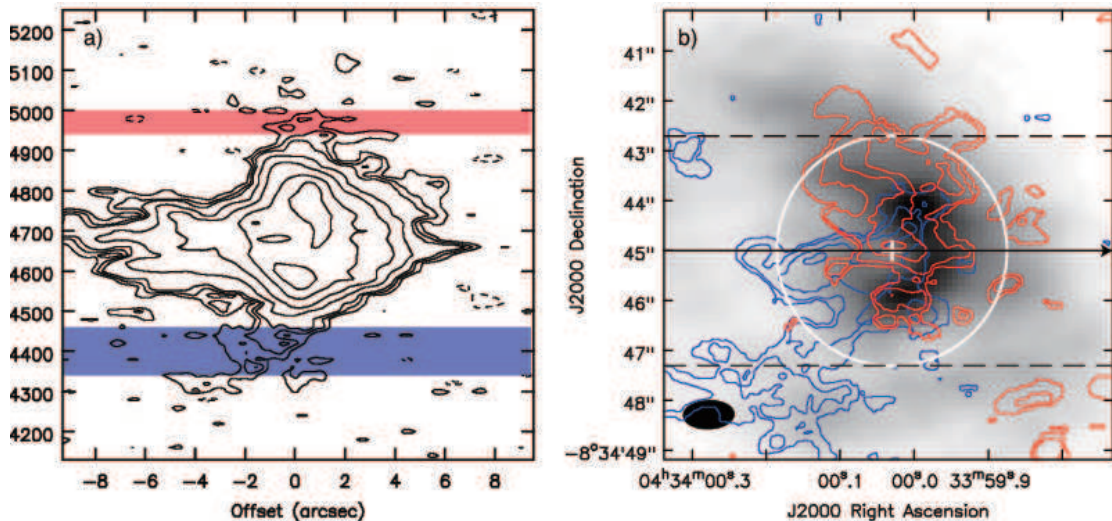 a)
5200
5100
5000
4900
4800
4700
4600
4500
4400
4300
4200
−8 −6 −4 −2 0 2 4 6 8
Offset (arcsec)
b)
J2000 Declination
41"
42"
43"
44"
45"
46"
47"
48"
−8°34'49"
04ʰ34ᵐ00ˢ.3 00ˢ.1 00ˢ.0 33ˢ59ˢ.9
J2000 Right Ascension